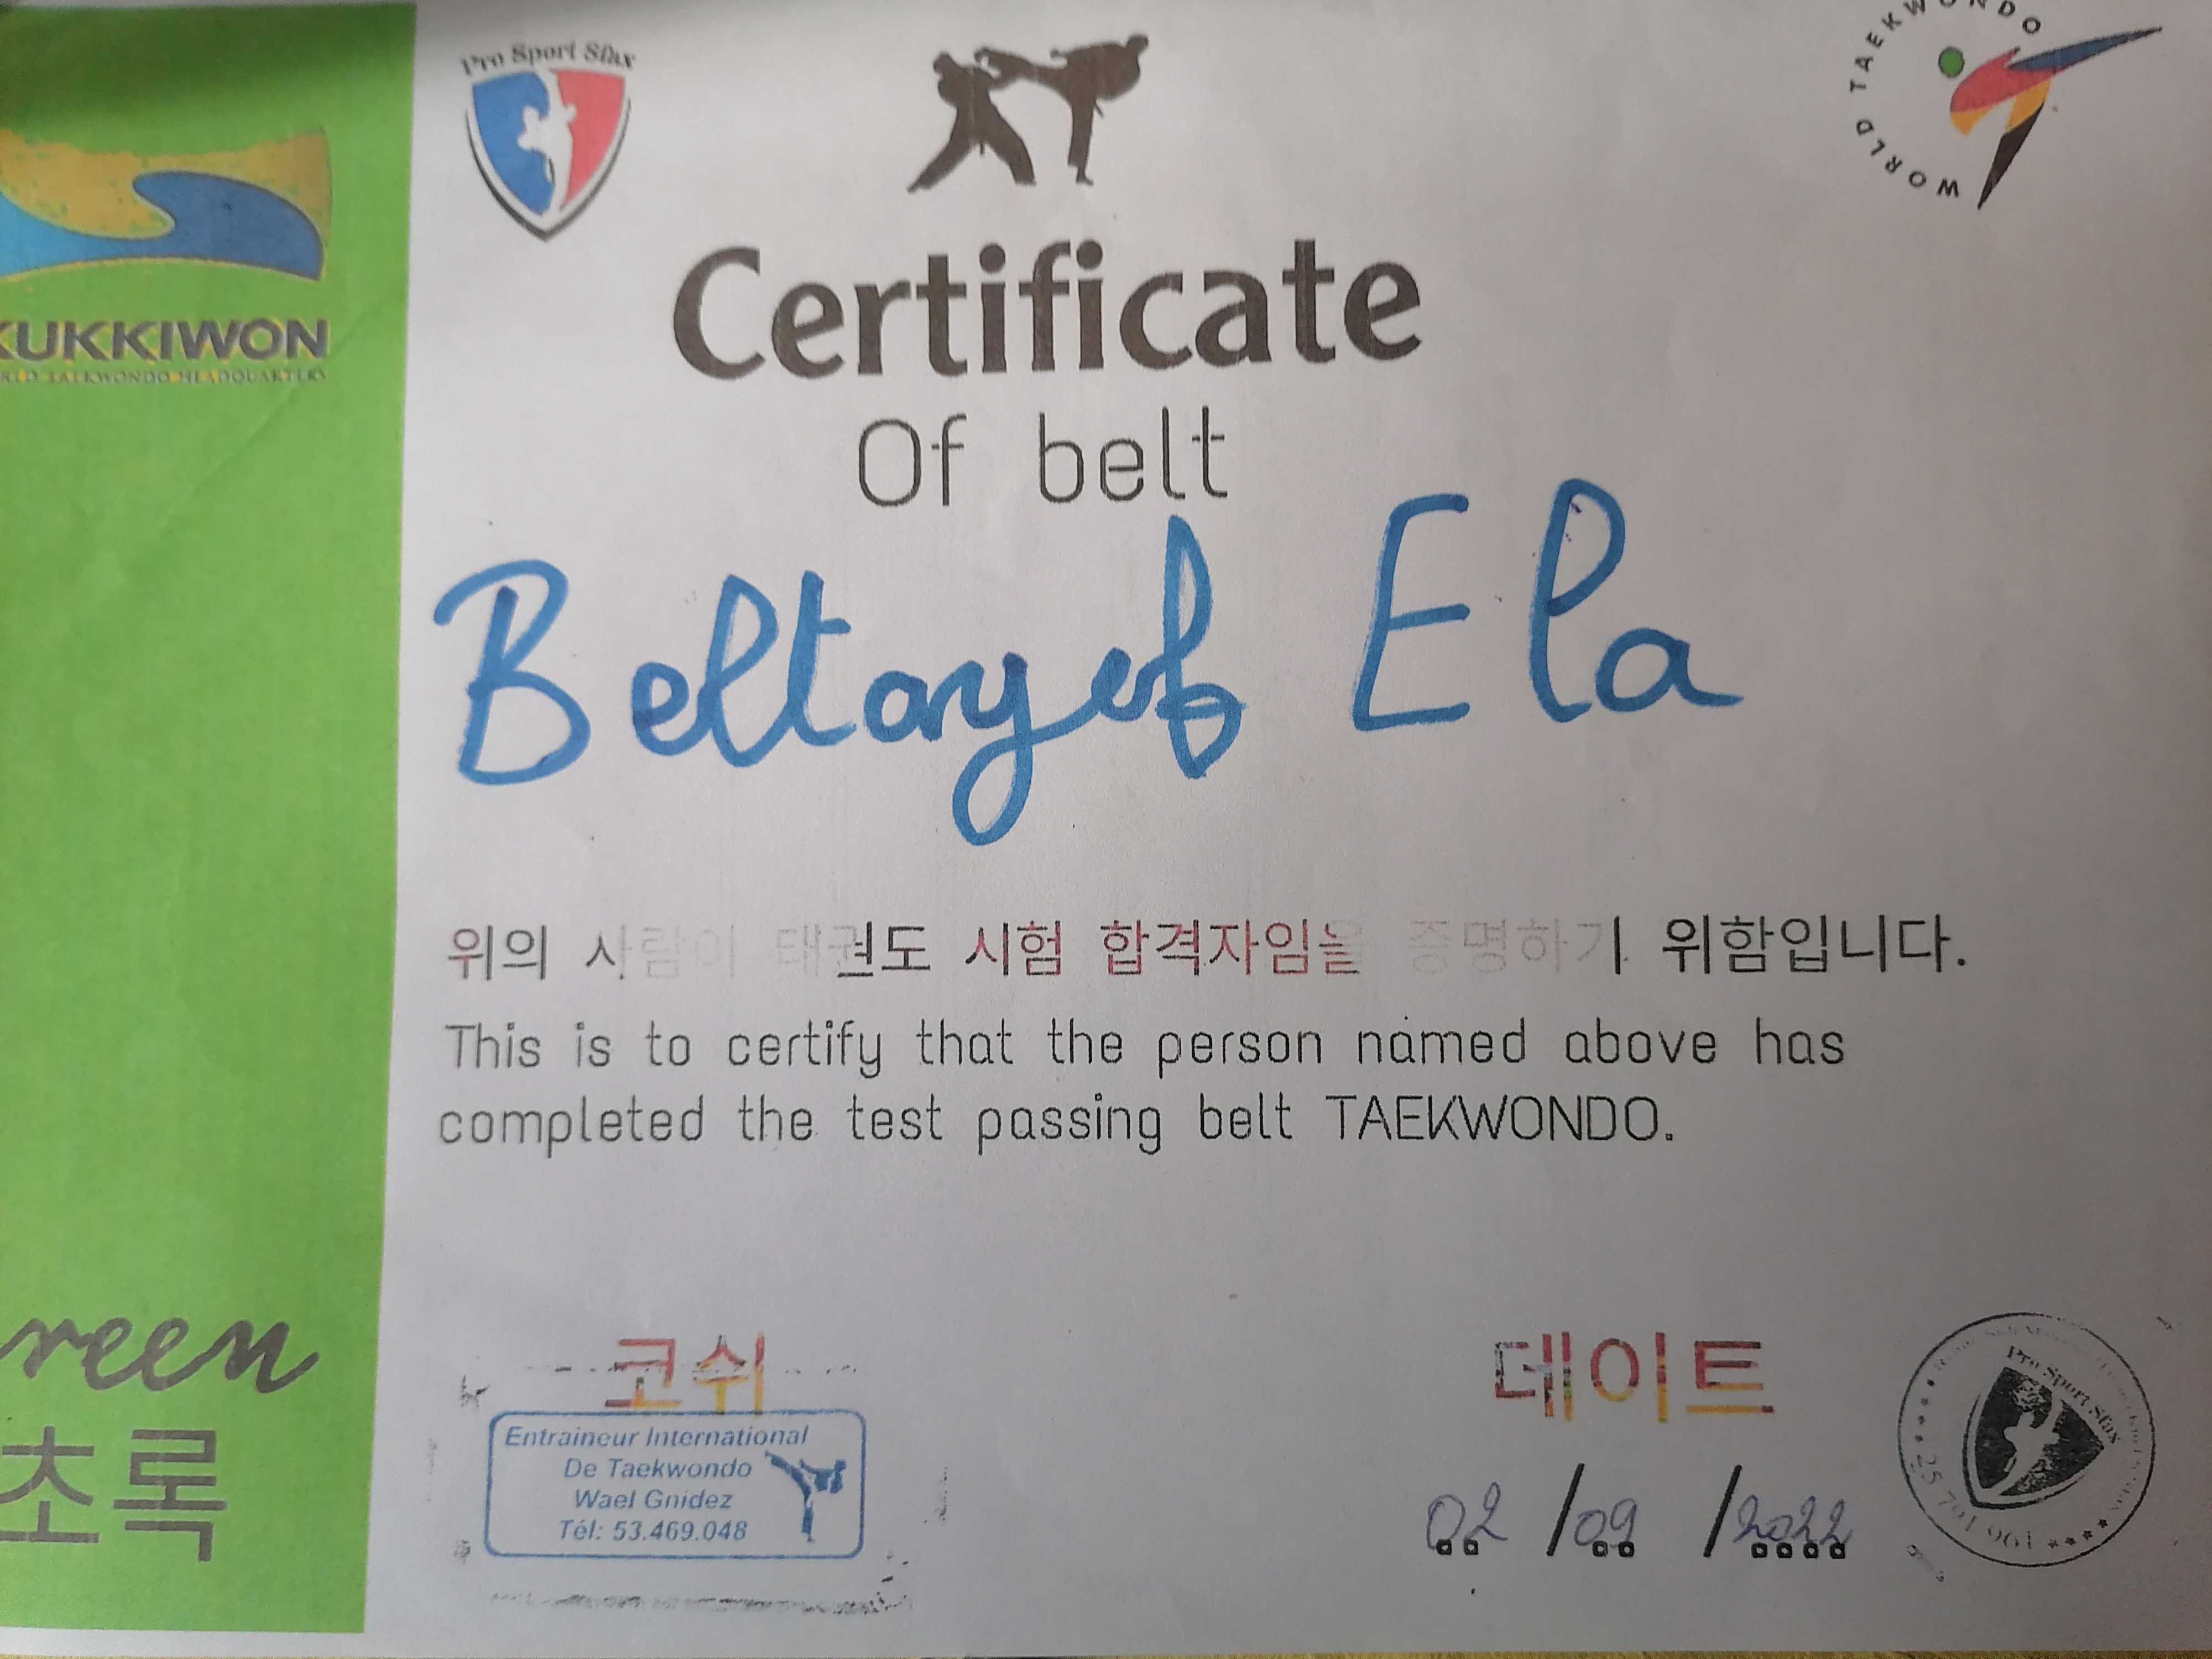 Pro Sport Sfax
WORLD TAEKWONDO
KUKKIWON
WORLD TAEKWONDO HEADQUARTERS
Certificate
Of belt
Beltayef Ela
위의 사람이 태권도 시험 합격자임을 증명하기 위함입니다.
This is to certify that the person named above has
completed the test passing belt TAEKWONDO.
reen
초록
코쉬
Entraineur International
De Taekwondo
Wael Gnidez
Tél: 53.469.048
데이트
02/09/2022
Pro Sport Sfax